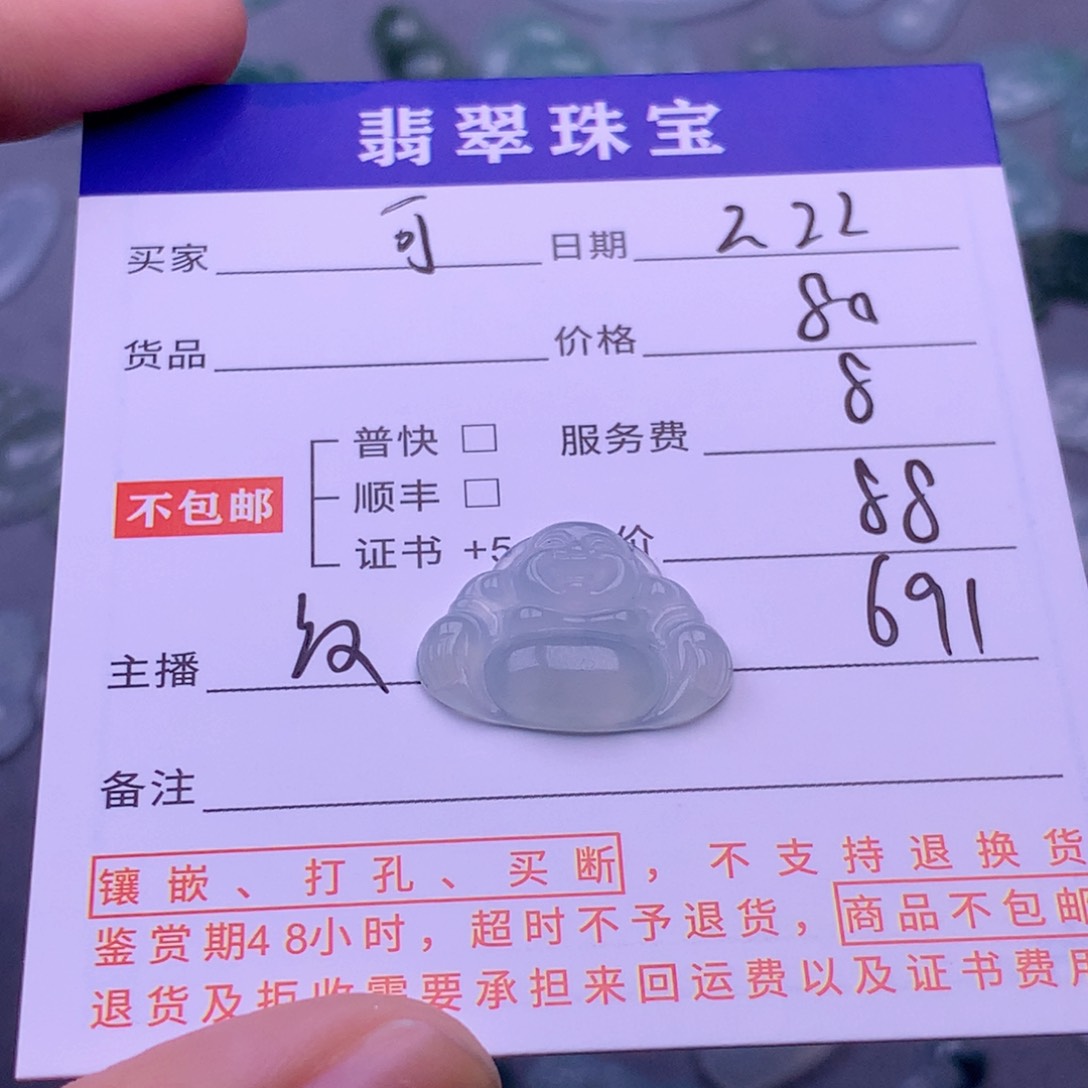 翡翠珠宝
买家 可 日期 222
货品 价格 80
普快 □ 服务费 8
不包邮 顺丰 □
证书 +5 价 88
主播 691
备注
镶嵌、打孔、买断，不支持退换货
鉴赏期48小时，超时不予退货，商品不包邮
退货及拒收需要承担来回运费以及证书费用